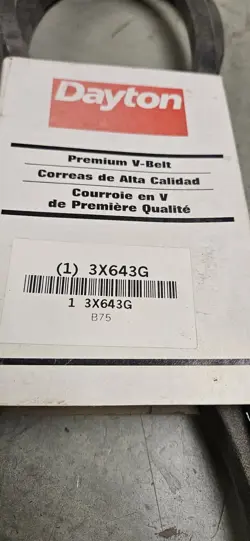 Dayton
Premium V-Belt
Correas de Alta Calidad
Courroie en V
de Première Qualité
(1) 3X643G
1 3X643G
B75